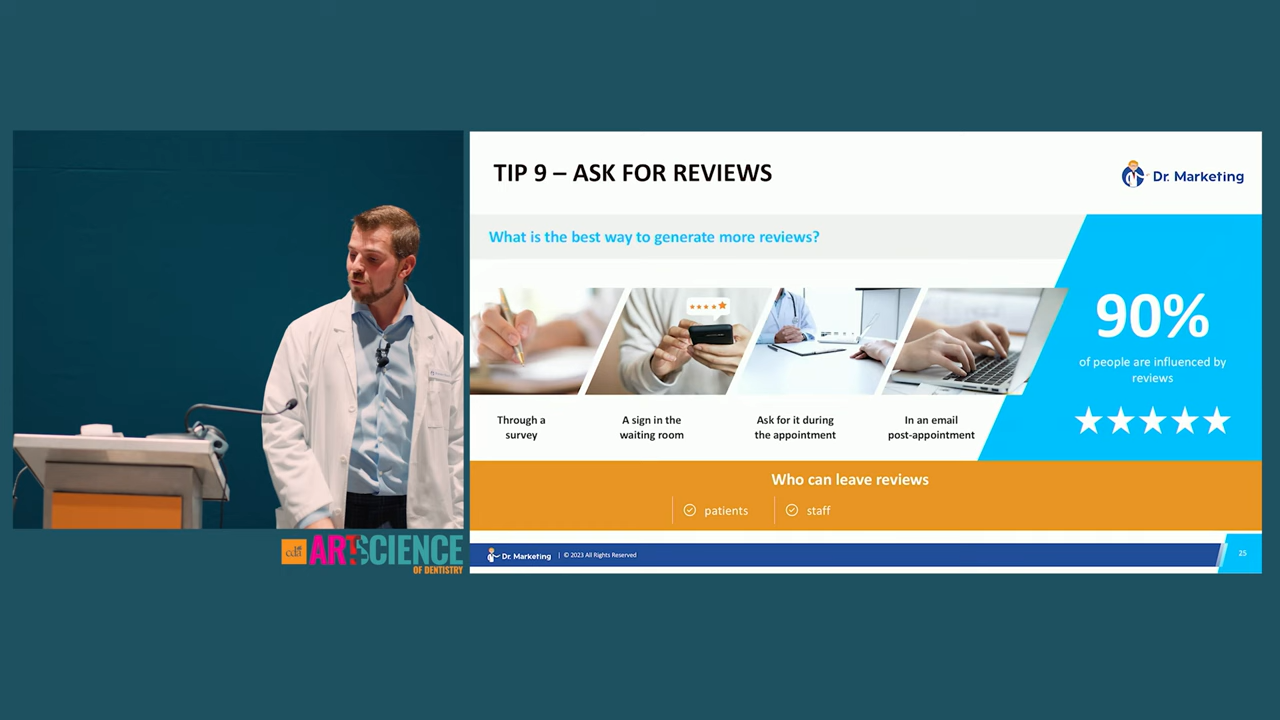 TIP 9 – ASK FOR REVIEWS
Dr. Marketing
What is the best way to generate more reviews?
90%
of people are influenced by
reviews
Through a
survey
A sign in the
waiting room
Ask for it during
the appointment
In an email
post-appointment
Who can leave reviews
patients
staff
Dr. Marketing | © 2023 All Rights Reserved
25
cda
ART SCIENCE
OF DENTISTRY